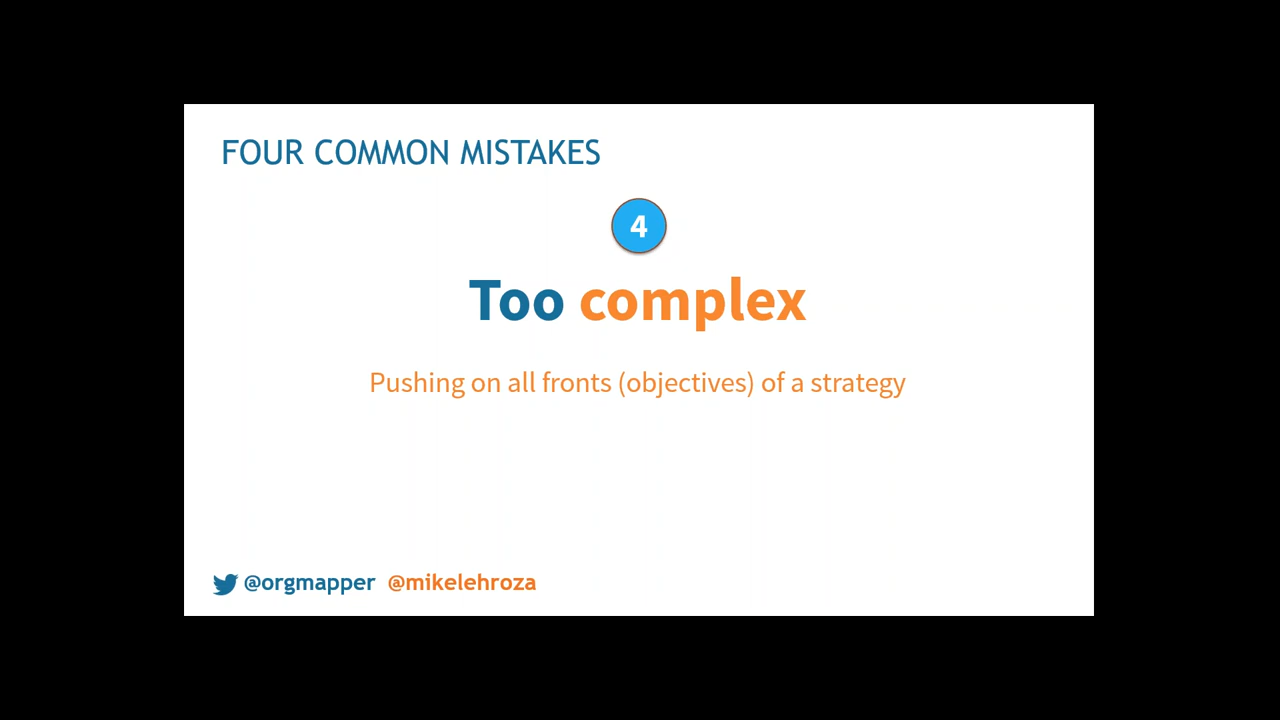 FOUR COMMON MISTAKES
4
Too complex
Pushing on all fronts (objectives) of a strategy
@orgmapper @mikelehroza